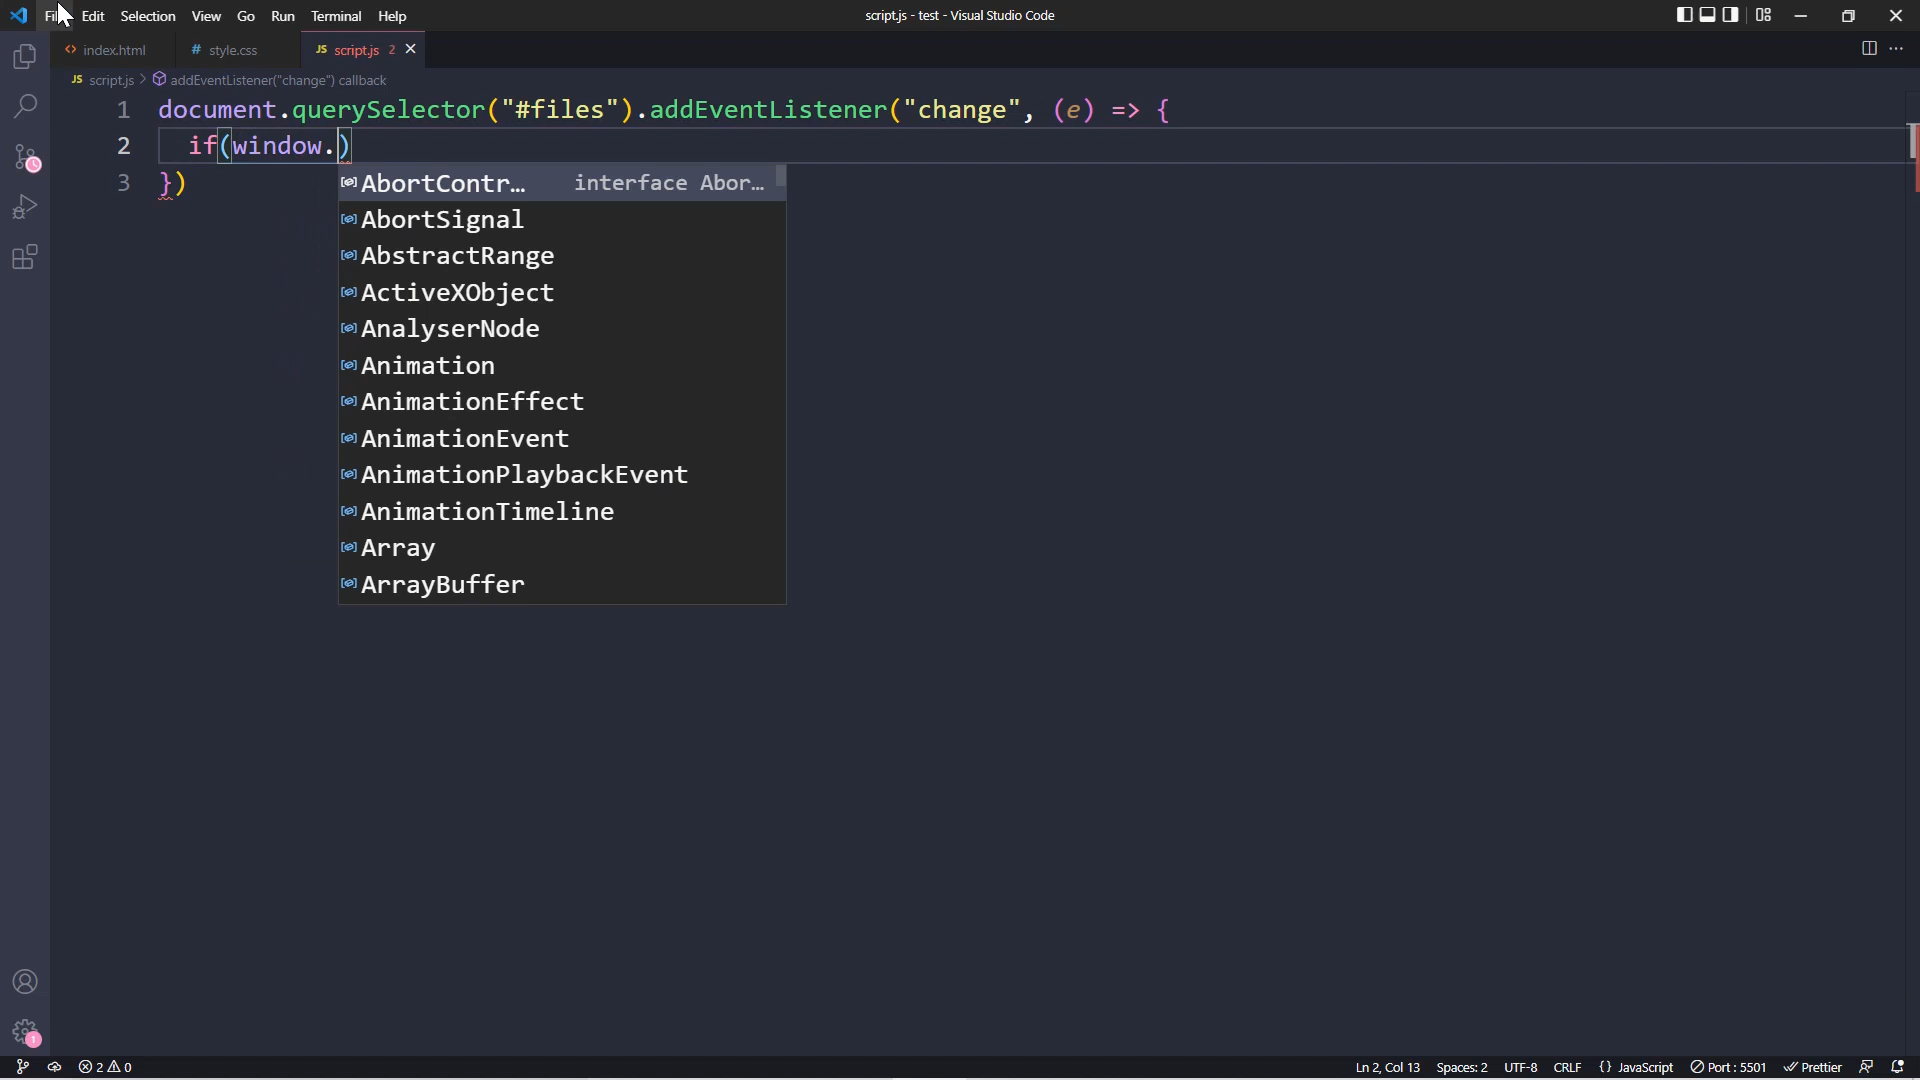 File Edit Selection View Go Run Terminal Help script.js - test - Visual Studio Code
index.html # style.css JS script.js 2
JS script.js > addEventListener("change") callback
1 document.querySelector("#files").addEventListener("change", (e) => {
2 if(window.)
3 })
AbortContr... interface Abor...
AbortSignal
AbstractRange
ActiveXObject
AnalyserNode
Animation
AnimationEffect
AnimationEvent
AnimationPlaybackEvent
AnimationTimeline
Array
ArrayBuffer
1
2 0 Ln 2, Col 13 Spaces: 2 UTF-8 CRLF {} JavaScript Port : 5501 Prettier